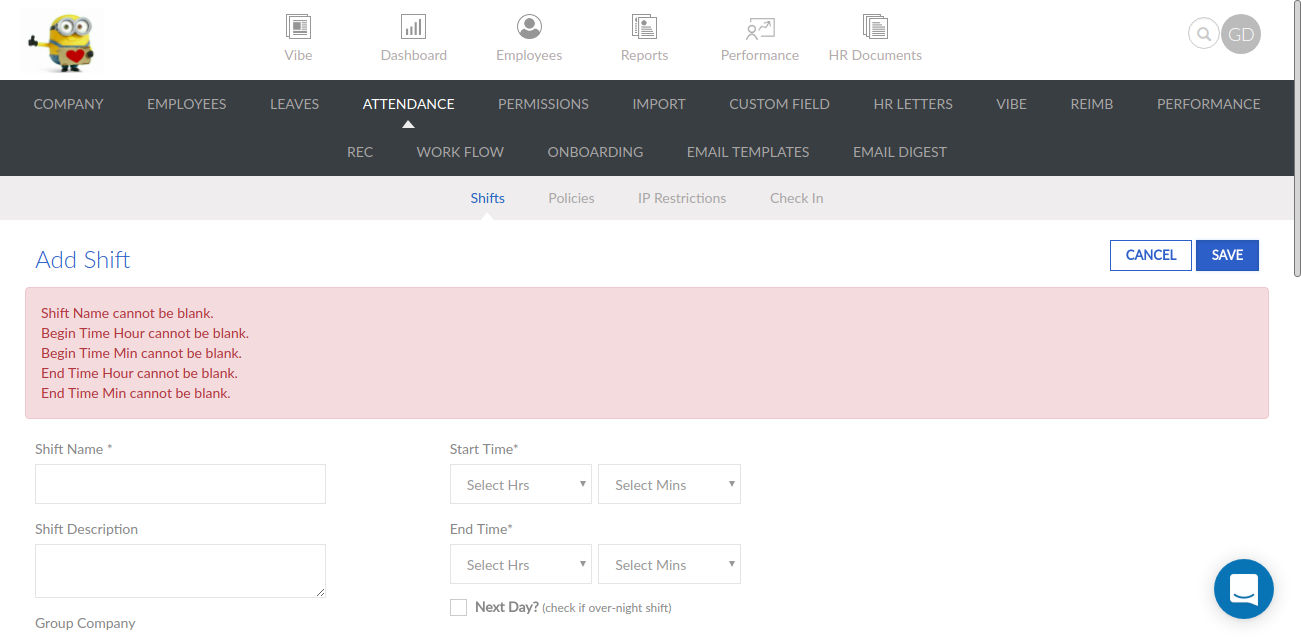 Vibe
Dashboard
Employees
Reports
Performance
HR Documents
GD
COMPANY
EMPLOYEES
LEAVES
ATTENDANCE
PERMISSIONS
IMPORT
CUSTOM FIELD
HR LETTERS
VIBE
REIMB
PERFORMANCE
REC
WORK FLOW
ONBOARDING
EMAIL TEMPLATES
EMAIL DIGEST
Shifts
Policies
IP Restrictions
Check In
Add Shift
CANCEL
SAVE
Shift Name cannot be blank.
Begin Time Hour cannot be blank.
Begin Time Min cannot be blank.
End Time Hour cannot be blank.
End Time Min cannot be blank.
Shift Name *
Start Time*
Select Hrs
Select Mins
Shift Description
End Time*
Select Hrs
Select Mins
Next Day? (check if over-night shift)
Group Company